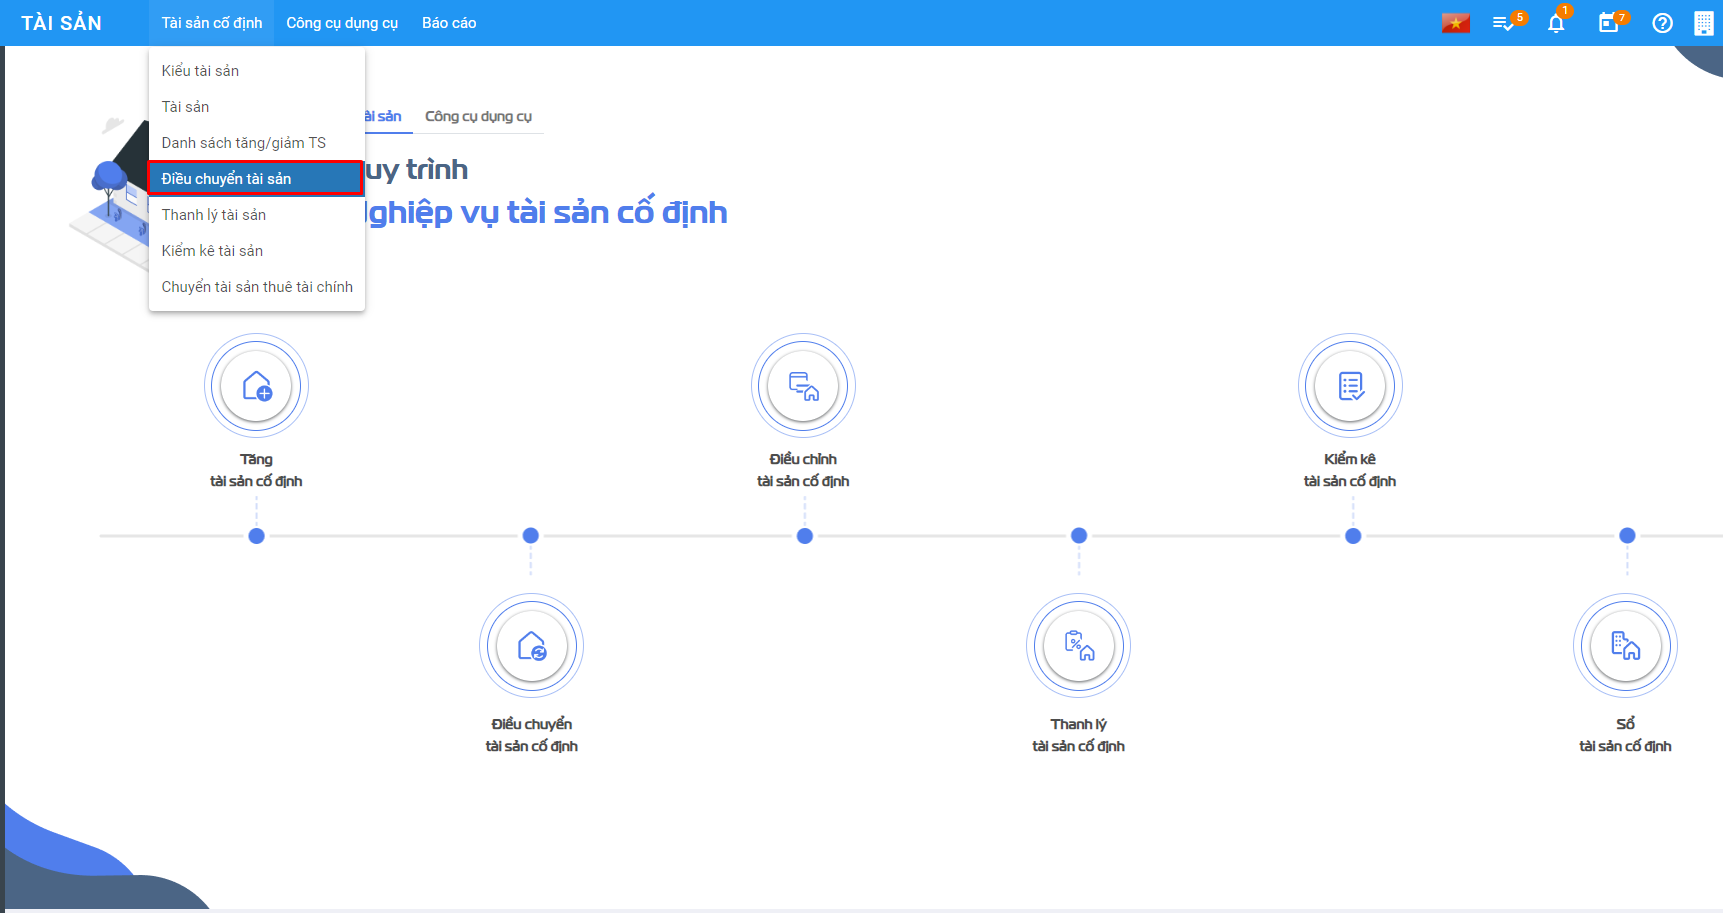 TÀI SẢN
Tài sản cố định
Công cụ dụng cụ
Báo cáo
5
1
7
Kiểu tài sản
Tài sản
Danh sách tăng/giảm TS
Điều chuyển tài sản
Thanh lý tài sản
Kiểm kê tài sản
Chuyển tài sản thuê tài chính
ài sản
Công cụ dụng cụ
uy trình
Nghiệp vụ tài sản cố định
Tăng
tài sản cố định
Điều chỉnh
tài sản cố định
Kiểm kê
tài sản cố định
Điều chuyển
tài sản cố định
Thanh lý
tài sản cố định
Sổ
tài sản cố định